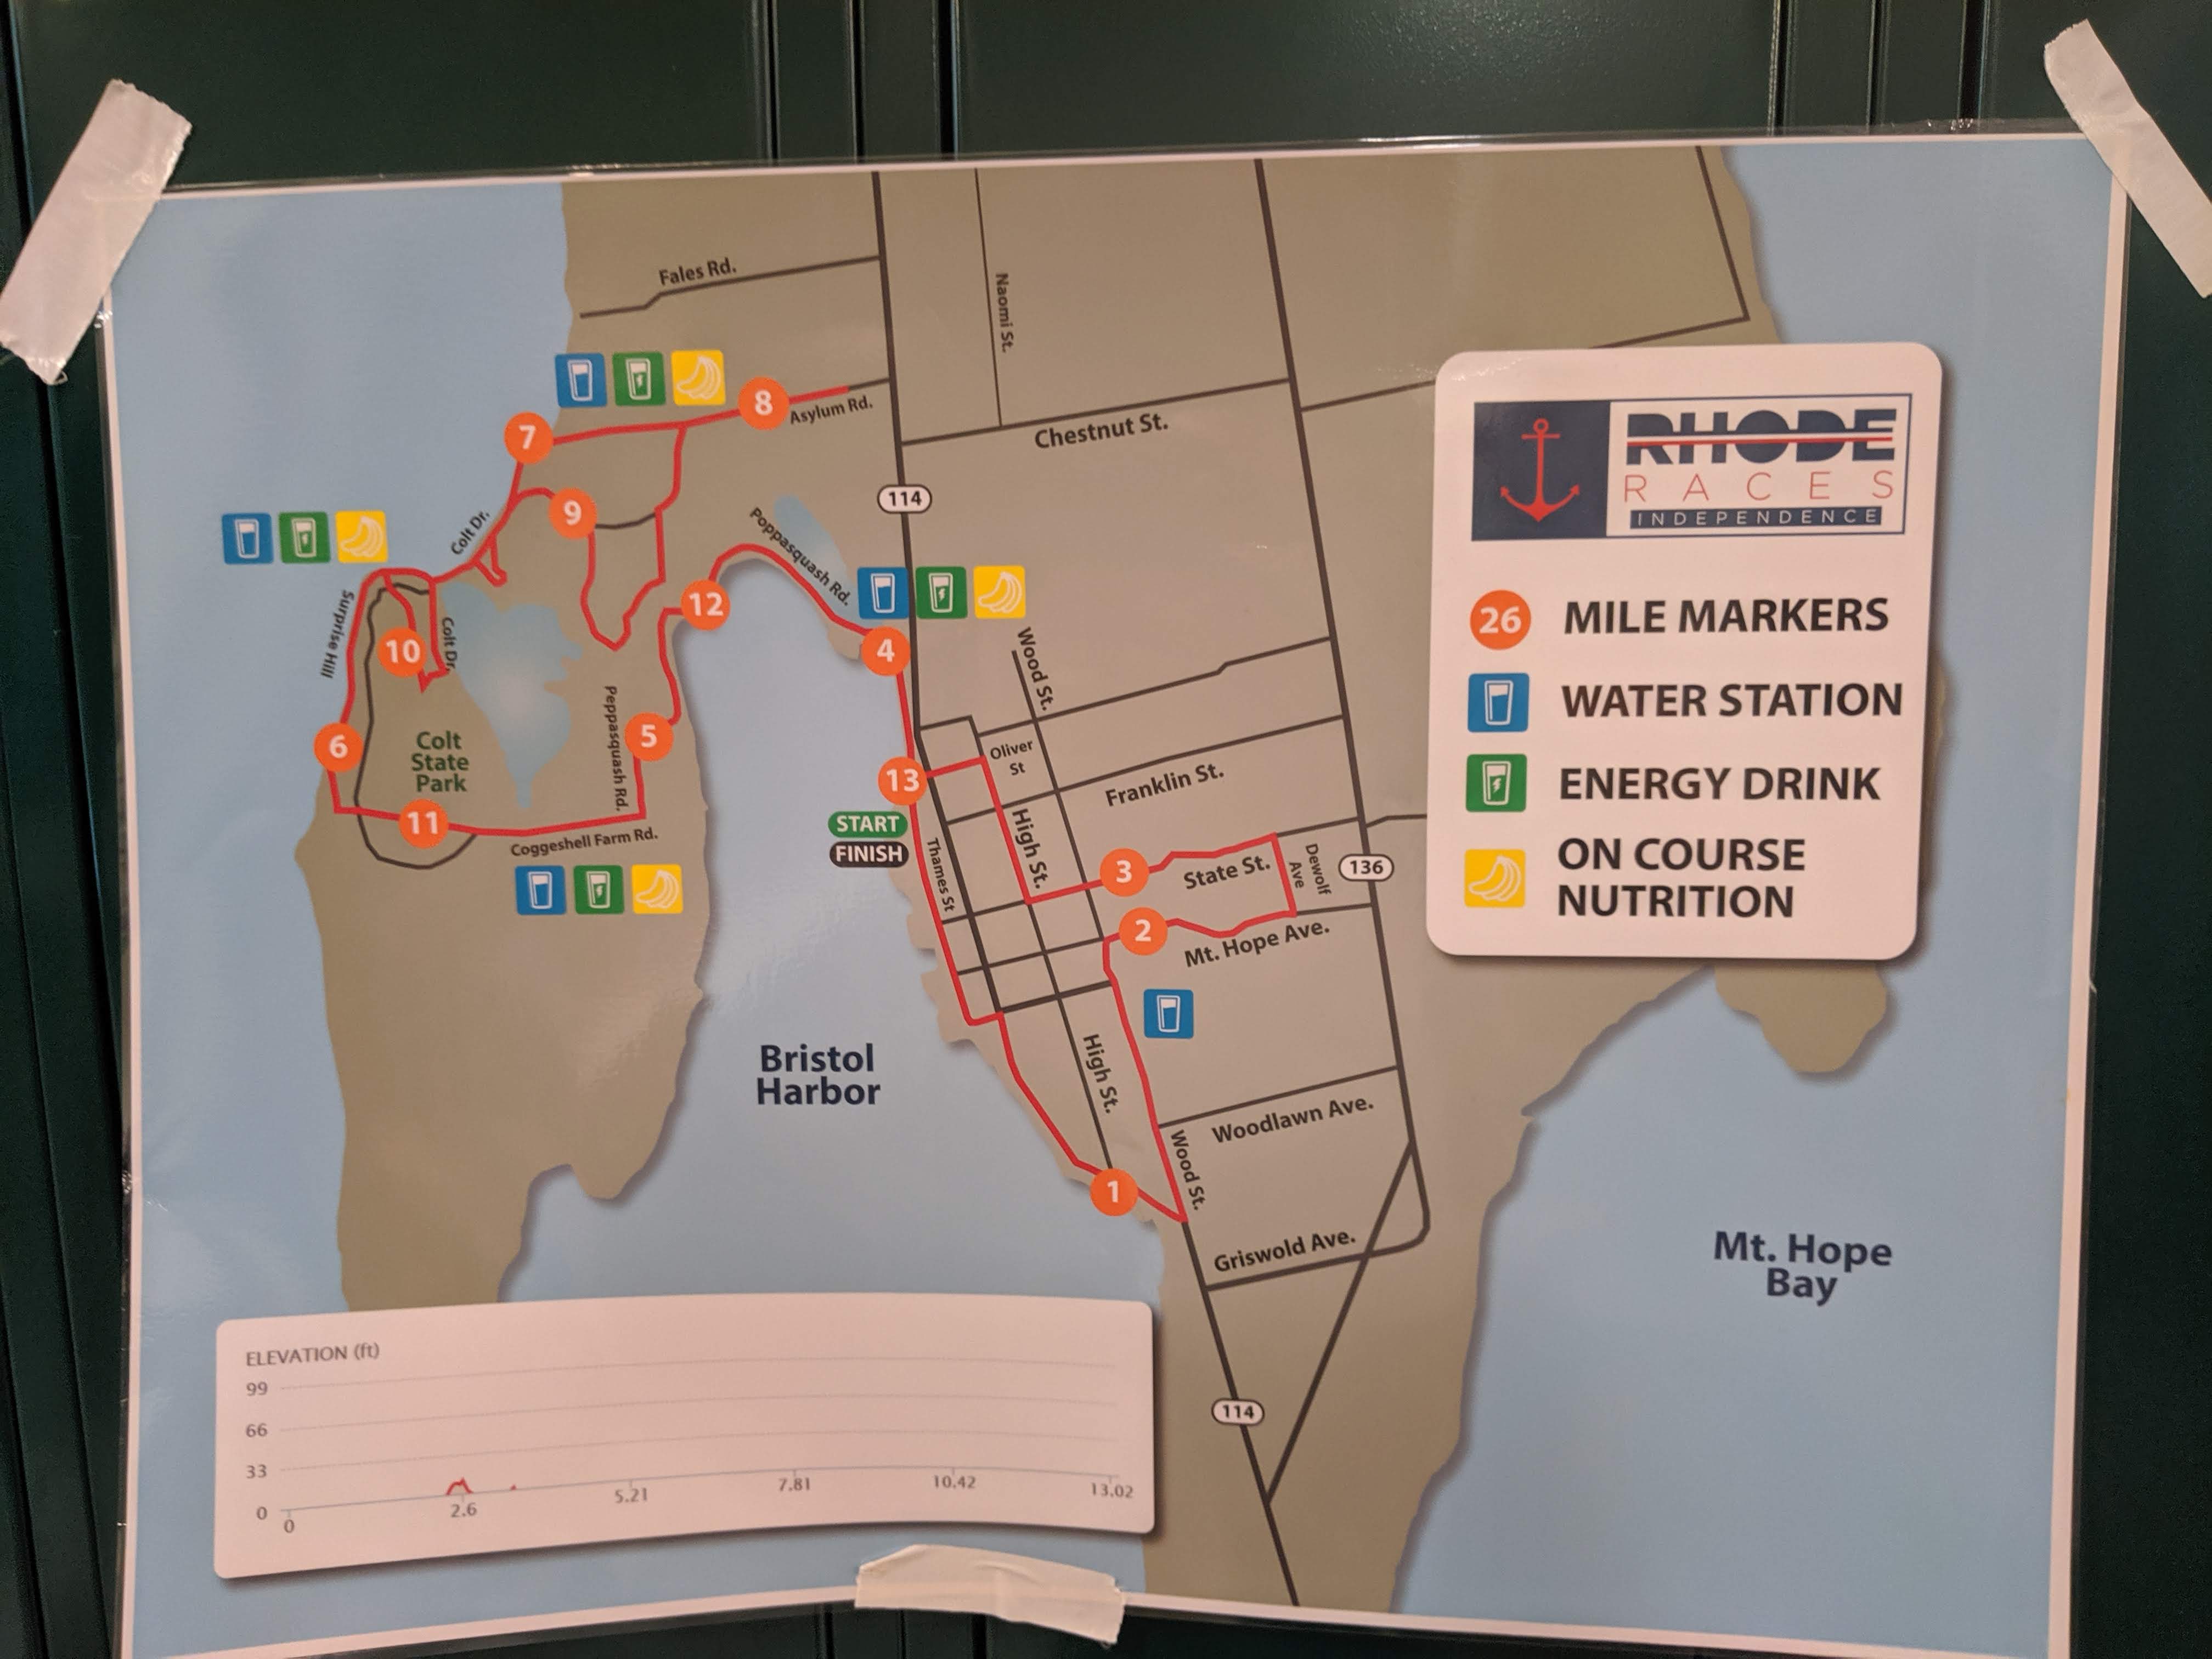 Fales Rd.
Naomi St.
8
Asylum Rd.
7
Chestnut St.
114
9
Colt Dr.
Poppasquash Rd.
12
Surprise Hill
10
Colt Dr.
4
Wood St.
6
Colt
State
Park
Peppasquash Rd.
5
Oliver
St
13
Franklin St.
START
FINISH
11
Coggeshell Farm Rd.
Thames St
High St.
3
State St.
Dewolf
Ave
136
2
Mt. Hope Ave.
Bristol
Harbor
High St.
Woodlawn Ave.
Wood St.
1
Griswold Ave.
114
Mt. Hope
Bay
RHODE
RACES
INDEPENDENCE
26 MILE MARKERS
WATER STATION
ENERGY DRINK
ON COURSE
NUTRITION
ELEVATION (ft)
99
66
33
0
0 2.6 5.21 7.81 10.42 13.02